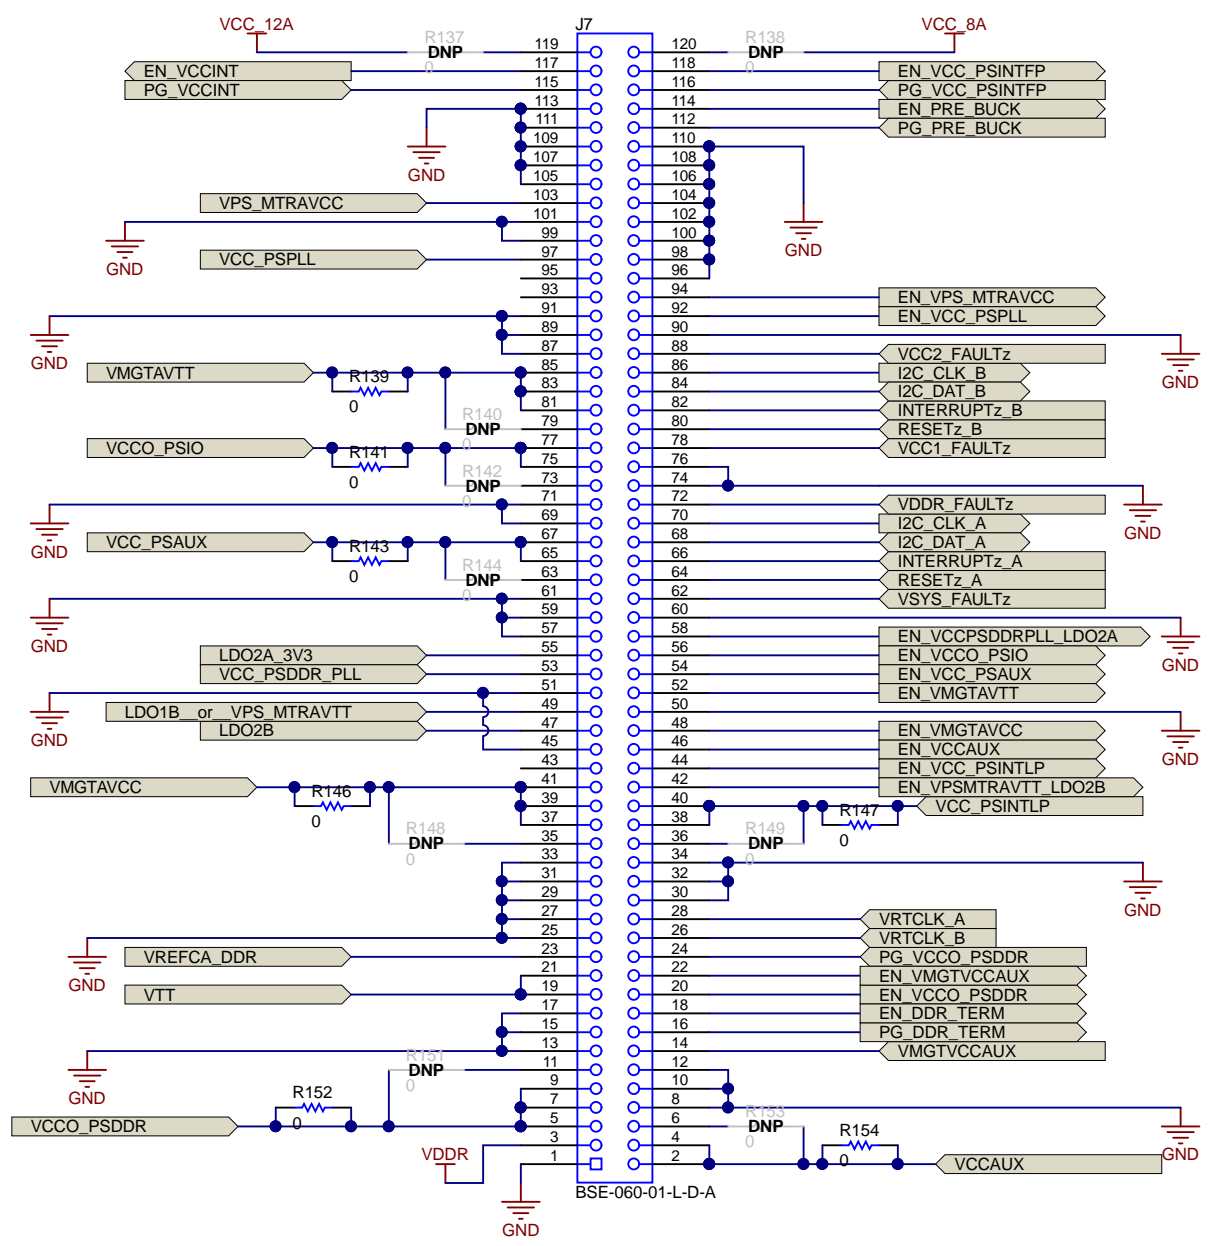 VCC_12A J7 VCC_8A
R137 DNP 0 119 120 R138 DNP 0
EN_VCCINT 117 118 EN_VCC_PSINTFP
PG_VCCINT 115 116 PG_VCC_PSINTFP
113 114 EN_PRE_BUCK
111 112 PG_PRE_BUCK
109 110
107 108
GND 105 106
VPS_MTRAVCC 103 104
101 102
99 100 GND
GND VCC_PSPLL 97 98
95 96
93 94 EN_VPS_MTRAVCC
91 92 EN_VCC_PSPLL
89 90
GND 87 88 VCC2_FAULTz
VMGTAVTT R139 0 85 86 I2C_CLK_B GND
83 84 I2C_DAT_B
81 82 INTERRUPTz_B
R140 DNP 0 79 80 RESETz_B
VCCO_PSIO R141 0 77 78 VCC1_FAULTz
75 76
R142 DNP 0 73 74
71 72 VDDR_FAULTz
69 70 I2C_CLK_A GND
GND
VCC_PSAUX R143 0 67 68 I2C_DAT_A
65 66 INTERRUPTz_A
R144 DNP 0 63 64 RESETz_A
61 62 VSYS_FAULTz
59 60
GND 57 58 EN_VCCPSDDRPLL_LDO2A
LDO2A_3V3 55 56 EN_VCCO_PSIO GND
VCC_PSDDR_PLL 53 54 EN_VCC_PSAUX
51 52 EN_VMGTAVTT
LDO1B__or__VPS_MTRAVTT 49 50
LDO2B 47 48 EN_VMGTAVCC
GND 45 46 EN_VCCAUX GND
43 44 EN_VCC_PSINTLP
VMGTAVCC R146 0 41 42 EN_VPSMTRAVTT_LDO2B
39 40 R147 0 VCC_PSINTLP
37 38
R148 DNP 0 35 36 R149 DNP 0
33 34
31 32
29 30 GND
27 28 VRTCLK_A
25 26 VRTCLK_B
VREFCA_DDR 23 24 PG_VCCO_PSDDR
GND 21 22 EN_VMGTVCCAUX
VTT 19 20 EN_VCCO_PSDDR
17 18 EN_DDR_TERM
15 16 PG_DDR_TERM
13 14 VMGTVCCAUX
R151 DNP 0 11 12
GND R152 9 10
7 8
VCCO_PSDDR 5 6 R153 DNP 0
VDDR 3 4 R154 0 GND
1 2 VCCAUX
BSE-060-01-L-D-A
GND